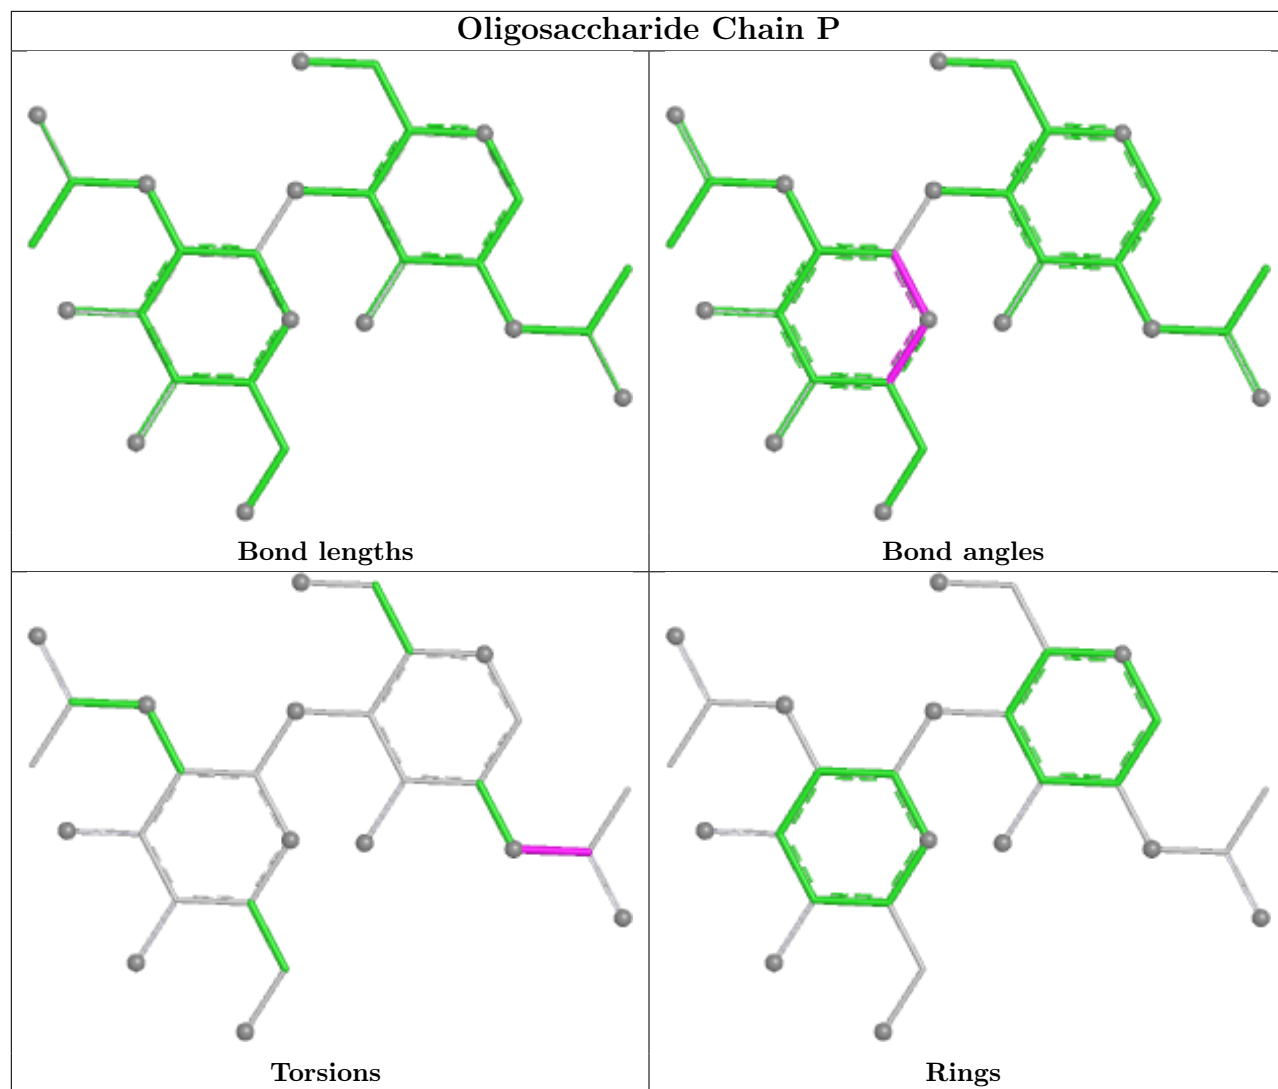 Oligosaccharide Chain P
Bond lengths
Bond angles
Torsions
Rings